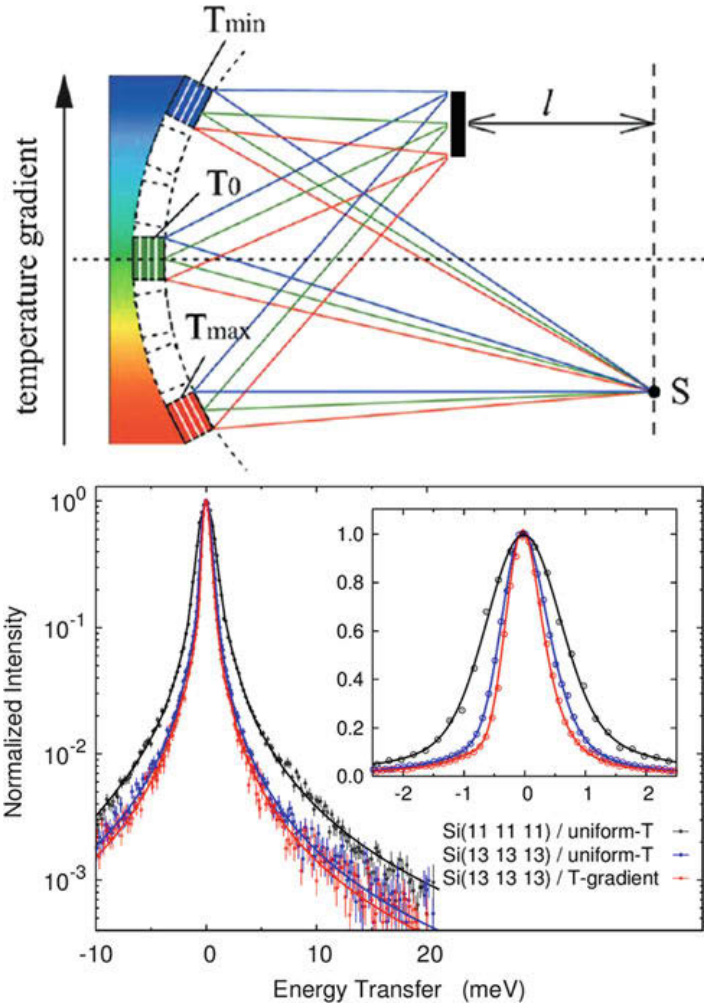 Tmin
l
T0
Tmax
temperature gradient
S
10⁰
10⁻¹
10⁻²
10⁻³
Normalized Intensity
-10
0
10
20
Energy Transfer (meV)
1.0
0.8
0.6
0.4
0.2
0.0
-2
-1
0
1
2
Si(11 11 11) / uniform-T
Si(13 13 13) / uniform-T
Si(13 13 13) / T-gradient